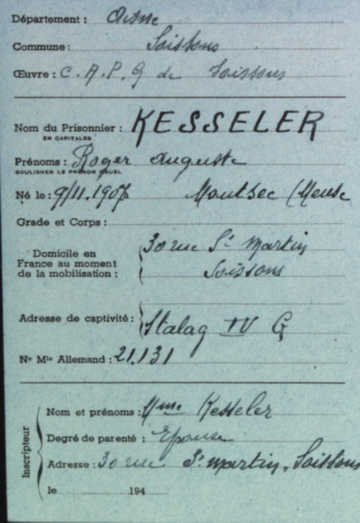 Département : Aisne
Commune : Soissons
Œuvre : C.A.P.G de Soissons
Nom du Prisonnier : KESSELER
EN CAPITALES
Prénoms : Roger Auguste
SOULIGNER LE PRÉNOM USUEL
Né le : 9/11.1907 Montsec (Meuse
Grade et Corps :
Domicile en
France au moment
de la mobilisation :
30 rue St Martin
Soissons
Adresse de captivité : Stalag IV G
No Mle Allemand : 21.131
Inscripteur
Nom et prénoms : Mme Kesseler
Degré de parenté : Epouse
Adresse : 30 rue St martin, Soissons
le 194